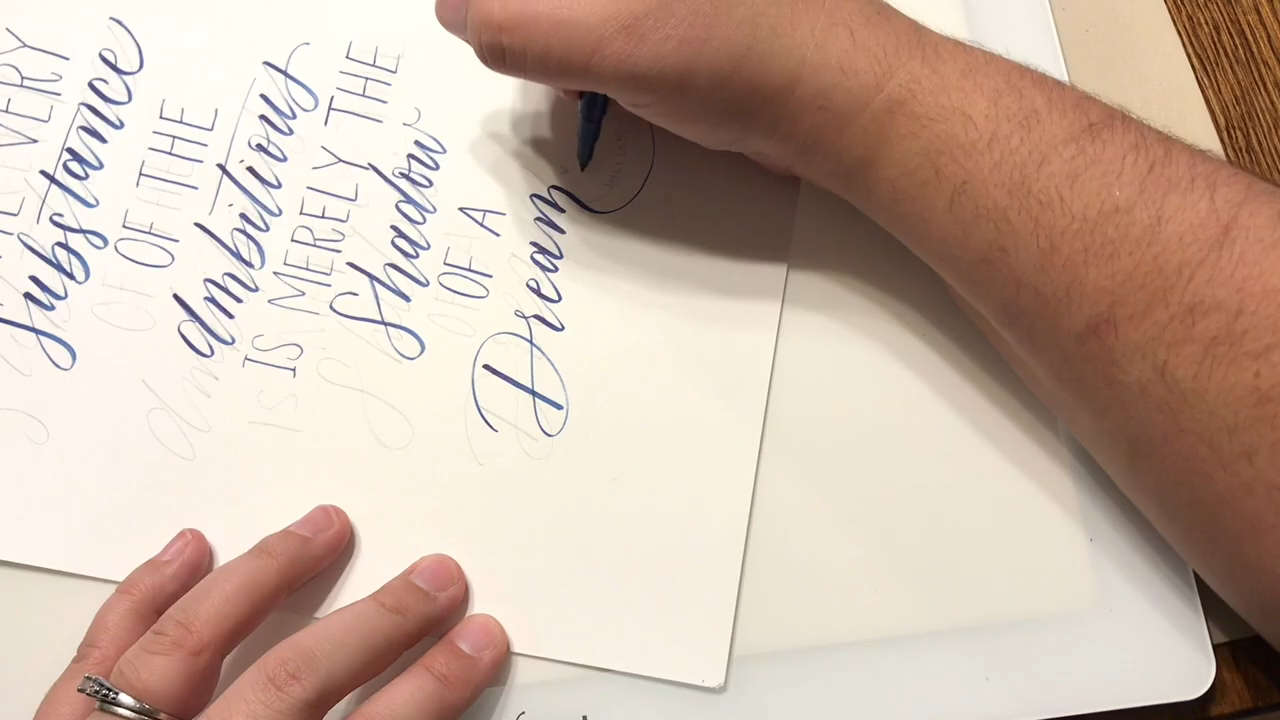 VERY
Substance
OF THE
ambitious
IS MERELY THE
Shadow
OF A
Dream